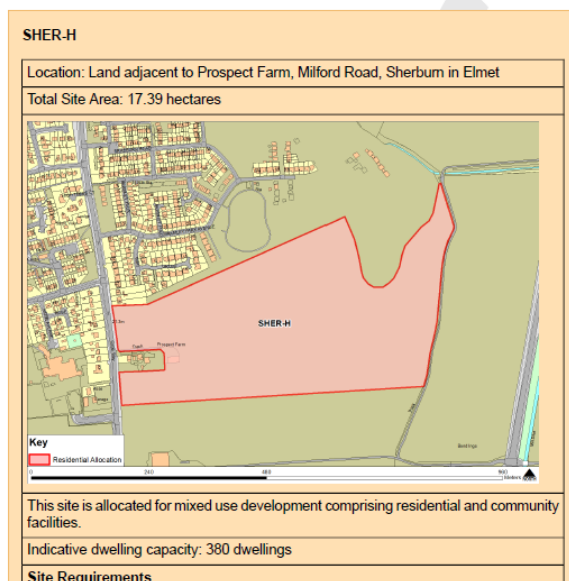 SHER-H
Location: Land adjacent to Prospect Farm, Milford Road, Sherburn in Elmet
Total Site Area: 17.39 hectares
SHER-H
Prospect Farm
Key
Residential Allocation
0 240 480 960
Meters
This site is allocated for mixed use development comprising residential and community
facilities.
Indicative dwelling capacity: 380 dwellings
Site Requirements